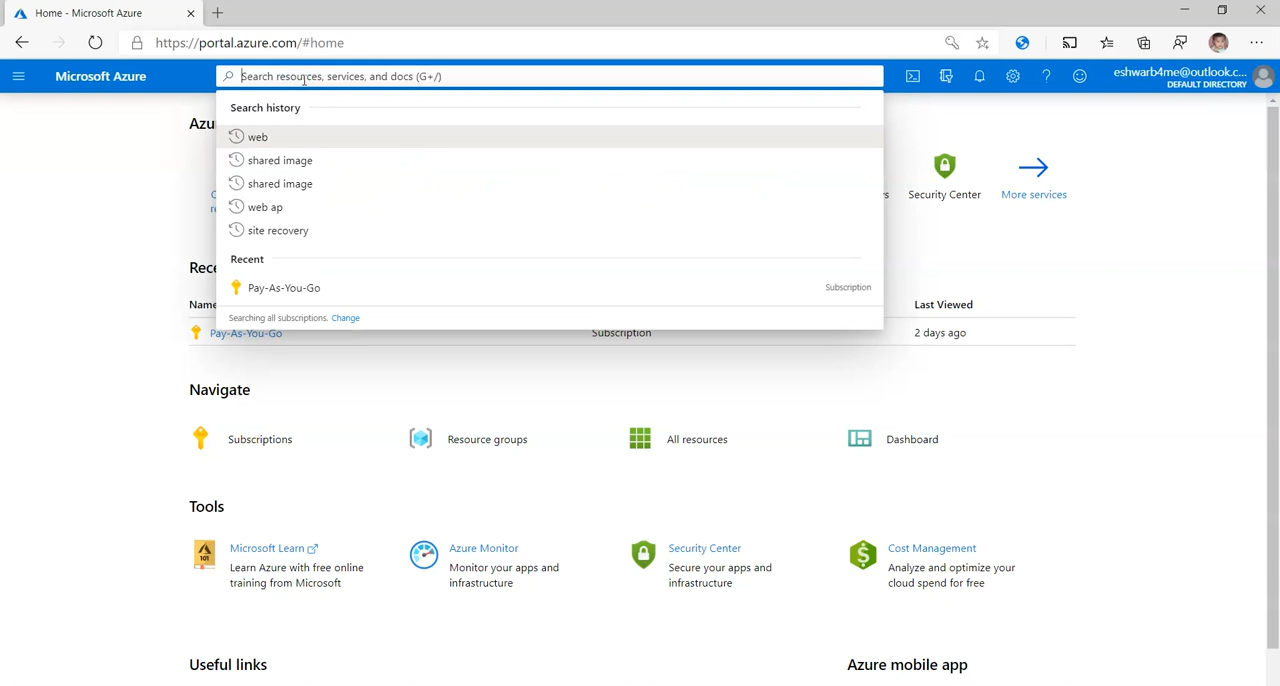 Home - Microsoft Azure
https://portal.azure.com/#home
Microsoft Azure
Search resources, services, and docs (G+/)
eshwarb4me@outlook.c...
DEFAULT DIRECTORY
Search history
web
shared image
shared image
web ap
site recovery
Recent
Pay-As-You-Go Subscription
Searching all subscriptions. Change
Azu
Security Center
More services
Rece
Name
Last Viewed
Pay-As-You-Go
Subscription
2 days ago
Navigate
Subscriptions
Resource groups
All resources
Dashboard
Tools
Microsoft Learn
Learn Azure with free online
training from Microsoft
Azure Monitor
Monitor your apps and
infrastructure
Security Center
Secure your apps and
infrastructure
Cost Management
Analyze and optimize your
cloud spend for free
Useful links
Azure mobile app